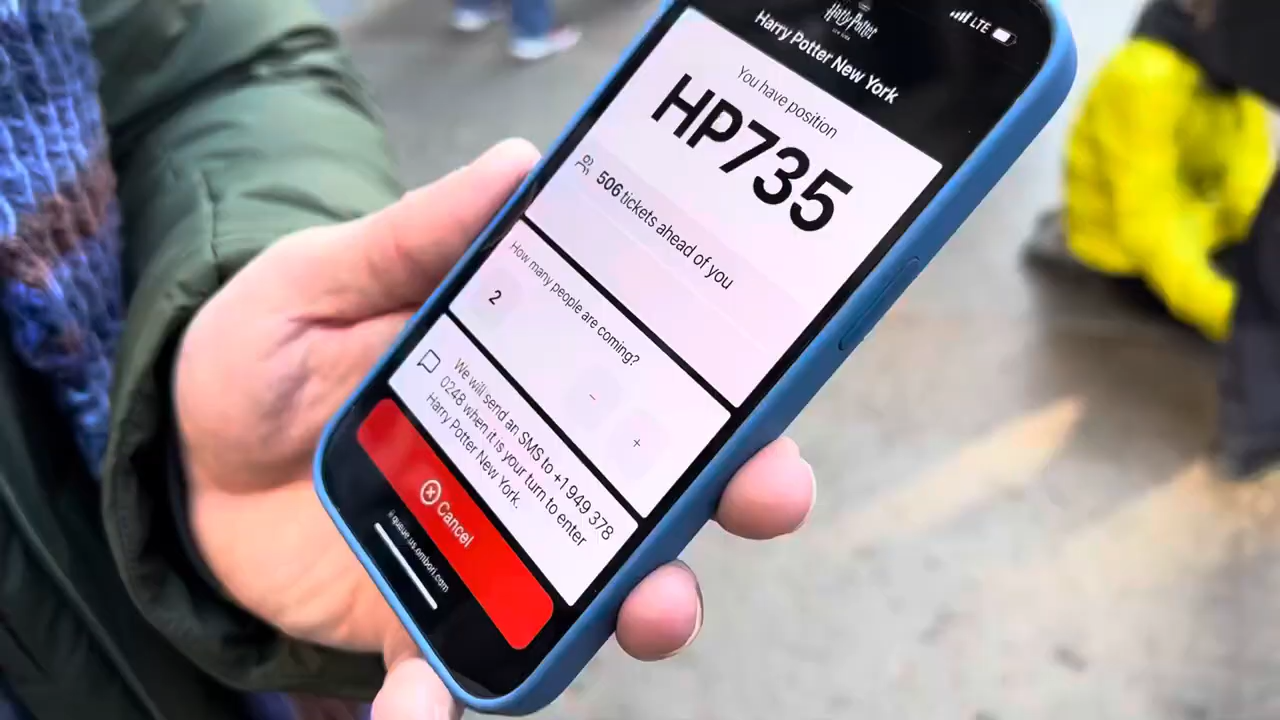 Harry Potter
NEW YORK
LTE
Harry Potter New York
You have position
HP735
506 tickets ahead of you
How many people are coming?
2
- +
We will send an SMS to +1 949 378
0248 when it is your turn to enter
Harry Potter New York.
Cancel
queue.us.ombori.com